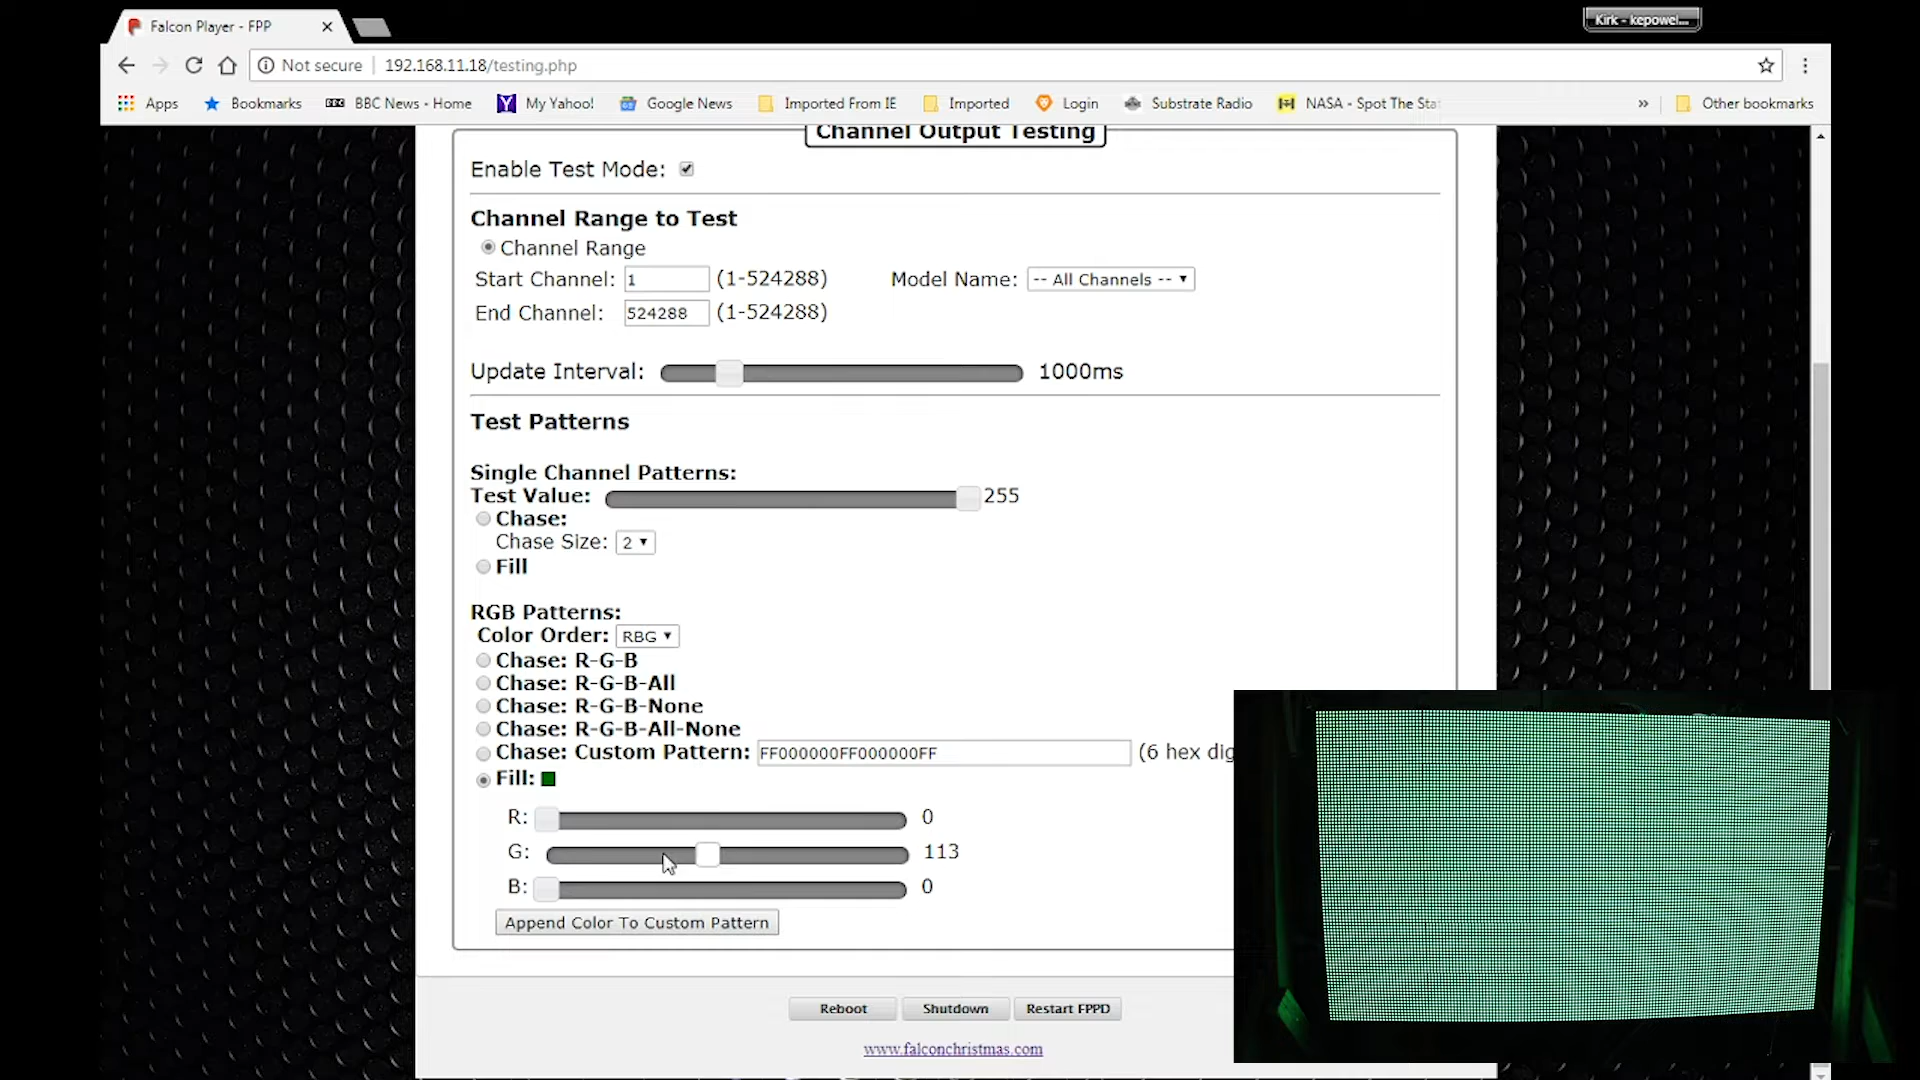 Falcon Player - FPP
Kirk - kepowel...
Not secure 192.168.11.18/testing.php
Apps Bookmarks BBC News - Home My Yahoo! Google News Imported From IE Imported Login Substrate Radio NASA - Spot The Sta » Other bookmarks
Channel Output Testing
Enable Test Mode:
Channel Range to Test
Channel Range
Start Channel: 1 (1-524288) Model Name: -- All Channels --
End Channel: 524288 (1-524288)
Update Interval: 1000ms
Test Patterns
Single Channel Patterns:
Test Value: 255
Chase:
Chase Size: 2
Fill
RGB Patterns:
Color Order: RBG
Chase: R-G-B
Chase: R-G-B-All
Chase: R-G-B-None
Chase: R-G-B-All-None
Chase: Custom Pattern: FF000000FF000000FF (6 hex dig
Fill:
R: 0
G: 113
B: 0
Append Color To Custom Pattern
Reboot Shutdown Restart FPPD
www.falconchristmas.com